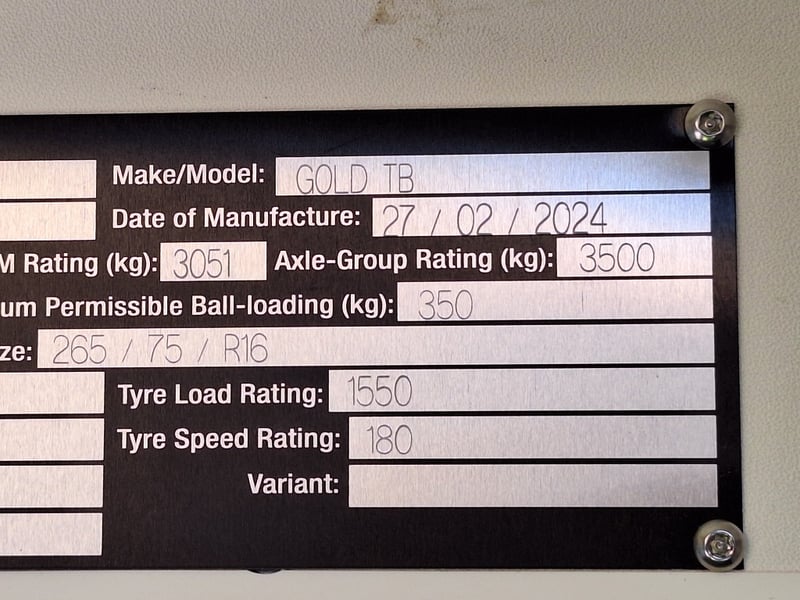 Make/Model: GOLD TB
Date of Manufacture: 27 / 02 / 2024
M Rating (kg): 3051 Axle-Group Rating (kg): 3500
um Permissible Ball-loading (kg): 350
ze: 265 / 75 / R16
Tyre Load Rating: 1550
Tyre Speed Rating: 180
Variant: